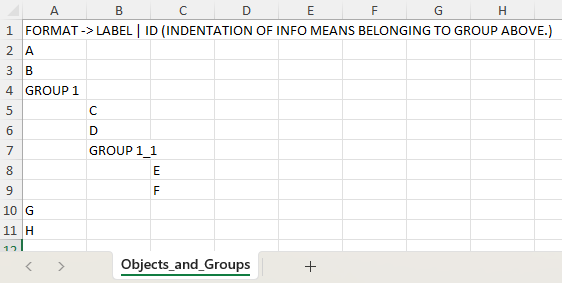 A B C D E F G H
1 FORMAT -> LABEL | ID (INDENTATION OF INFO MEANS BELONGING TO GROUP ABOVE.)
2 A
3 B
4 GROUP 1
5 C
6 D
7 GROUP 1_1
8 E
9 F
10 G
11 H
12
Objects_and_Groups